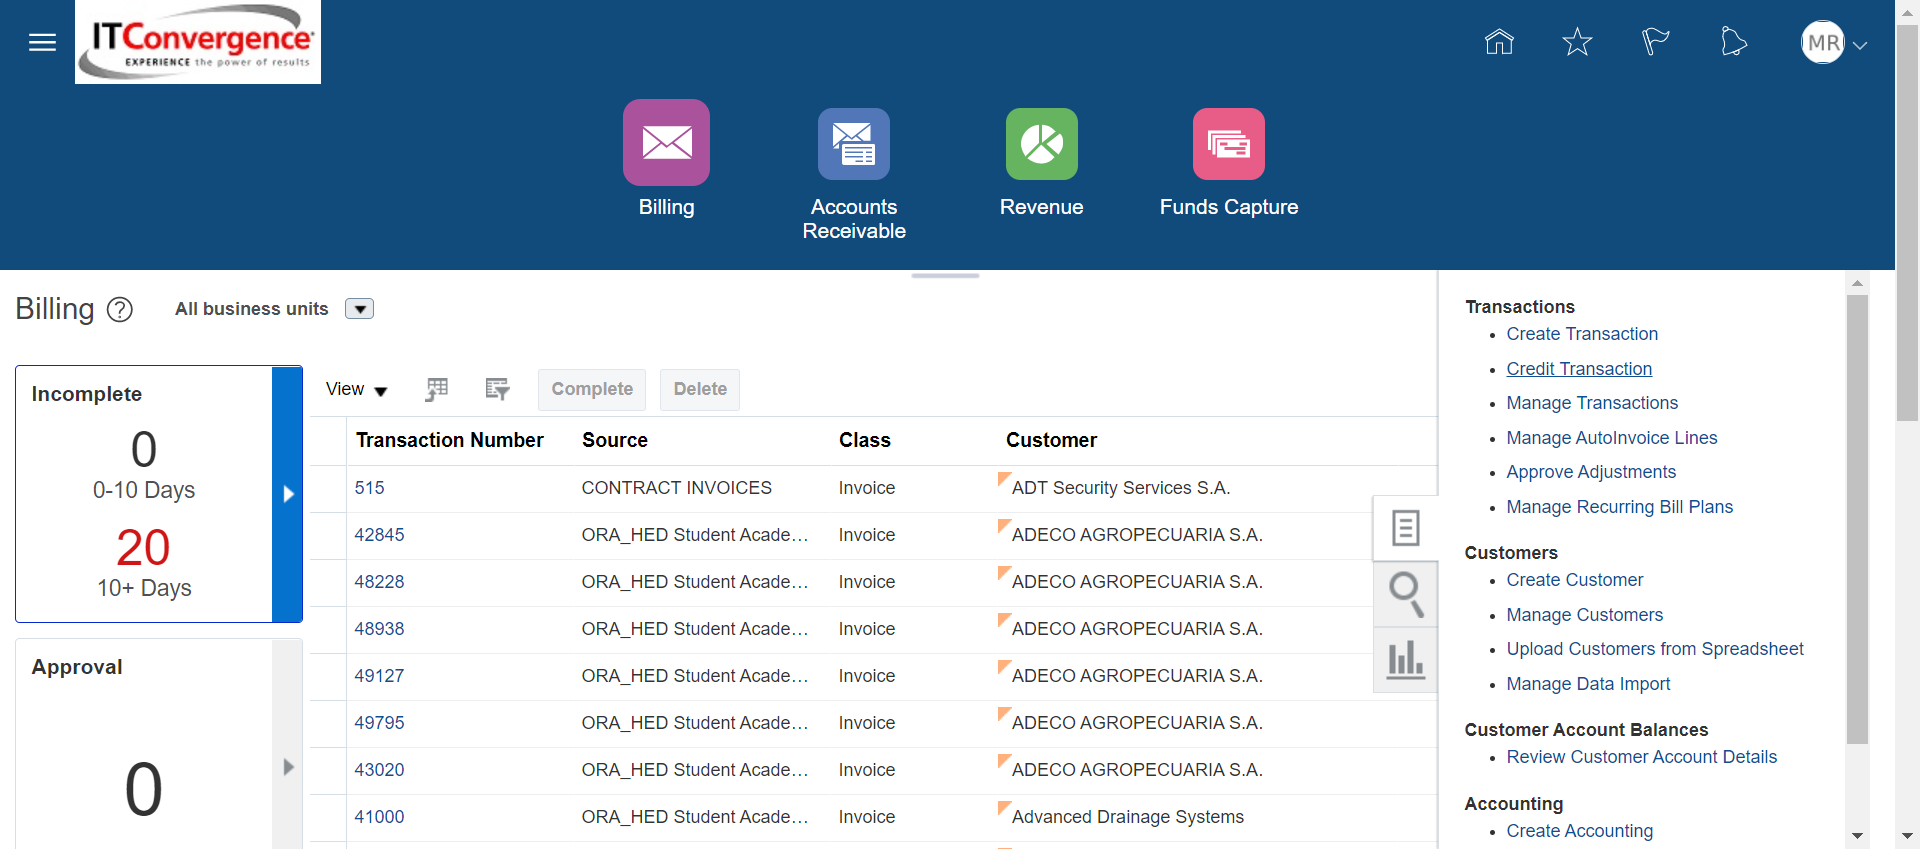 ITConvergence
EXPERIENCE the power of results
MR
Billing
Accounts
Receivable
Revenue
Funds Capture
Billing ?
All business units
Incomplete
0
0-10 Days
20
10+ Days
Approval
0
View
Complete
Delete
Transaction Number Source Class Customer
515 CONTRACT INVOICES Invoice ADT Security Services S.A.
42845 ORA_HED Student Acade... Invoice ADECO AGROPECUARIA S.A.
48228 ORA_HED Student Acade... Invoice ADECO AGROPECUARIA S.A.
48938 ORA_HED Student Acade... Invoice ADECO AGROPECUARIA S.A.
49127 ORA_HED Student Acade... Invoice ADECO AGROPECUARIA S.A.
49795 ORA_HED Student Acade... Invoice ADECO AGROPECUARIA S.A.
43020 ORA_HED Student Acade... Invoice ADECO AGROPECUARIA S.A.
41000 ORA_HED Student Acade... Invoice Advanced Drainage Systems
Transactions
Create Transaction
Credit Transaction
Manage Transactions
Manage AutoInvoice Lines
Approve Adjustments
Manage Recurring Bill Plans
Customers
Create Customer
Manage Customers
Upload Customers from Spreadsheet
Manage Data Import
Customer Account Balances
Review Customer Account Details
Accounting
Create Accounting